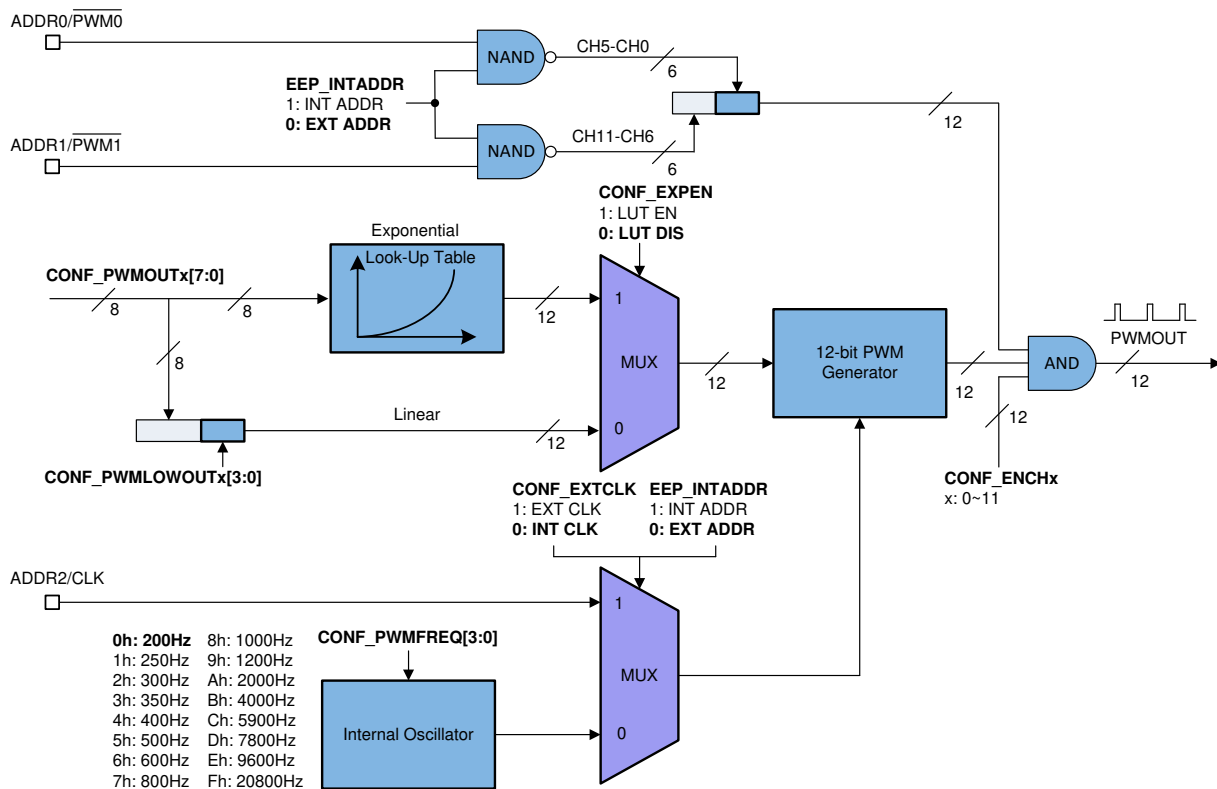 ADDR0/PWM0
NAND
CH5-CH0
6
EEP_INTADDR
1: INT ADDR
0: EXT ADDR
12
ADDR1/PWM1
NAND
CH11-CH6
6
CONF_EXPEN
1: LUT EN
0: LUT DIS
Exponential
Look-Up Table
CONF_PWMOUTx[7:0]
8
8
12
1
8
MUX
12
12-bit PWM
Generator
12
AND
PWMOUT
12
Linear
12
0
12
CONF_PWMLOWOUTx[3:0]
CONF_ENCHx
x: 0~11
CONF_EXTCLK
1: EXT CLK
0: INT CLK
EEP_INTADDR
1: INT ADDR
0: EXT ADDR
ADDR2/CLK
1
MUX
0
CONF_PWMFREQ[3:0]
Internal Oscillator
0h: 200Hz 8h: 1000Hz
1h: 250Hz 9h: 1200Hz
2h: 300Hz Ah: 2000Hz
3h: 350Hz Bh: 4000Hz
4h: 400Hz Ch: 5900Hz
5h: 500Hz Dh: 7800Hz
6h: 600Hz Eh: 9600Hz
7h: 800Hz Fh: 20800Hz